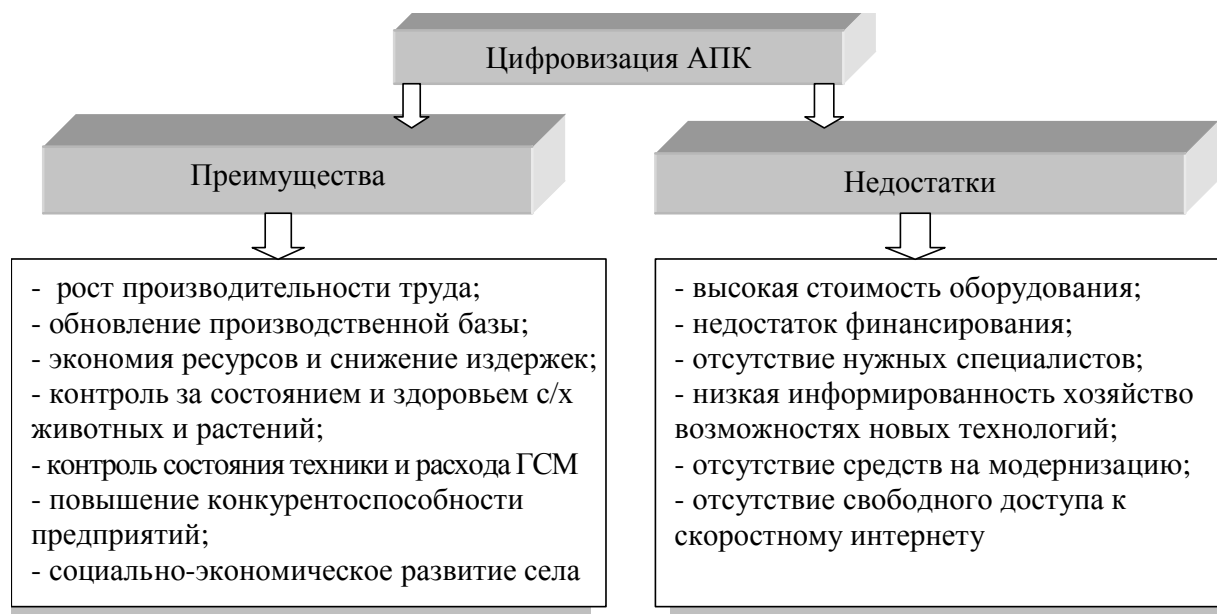 Цифровизация АПК
Преимущества
- рост производительности труда;
- обновление производственной базы;
- экономия ресурсов и снижение издержек;
- контроль за состоянием и здоровьем с/х
животных и растений;
- контроль состояния техники и расхода ГСМ
- повышение конкурентоспособности
предприятий;
- социально-экономическое развитие села
Недостатки
- высокая стоимость оборудования;
- недостаток финансирования;
- отсутствие нужных специалистов;
- низкая информированность хозяйство
возможностях новых технологий;
- отсутствие средств на модернизацию;
- отсутствие свободного доступа к
скоростному интернету